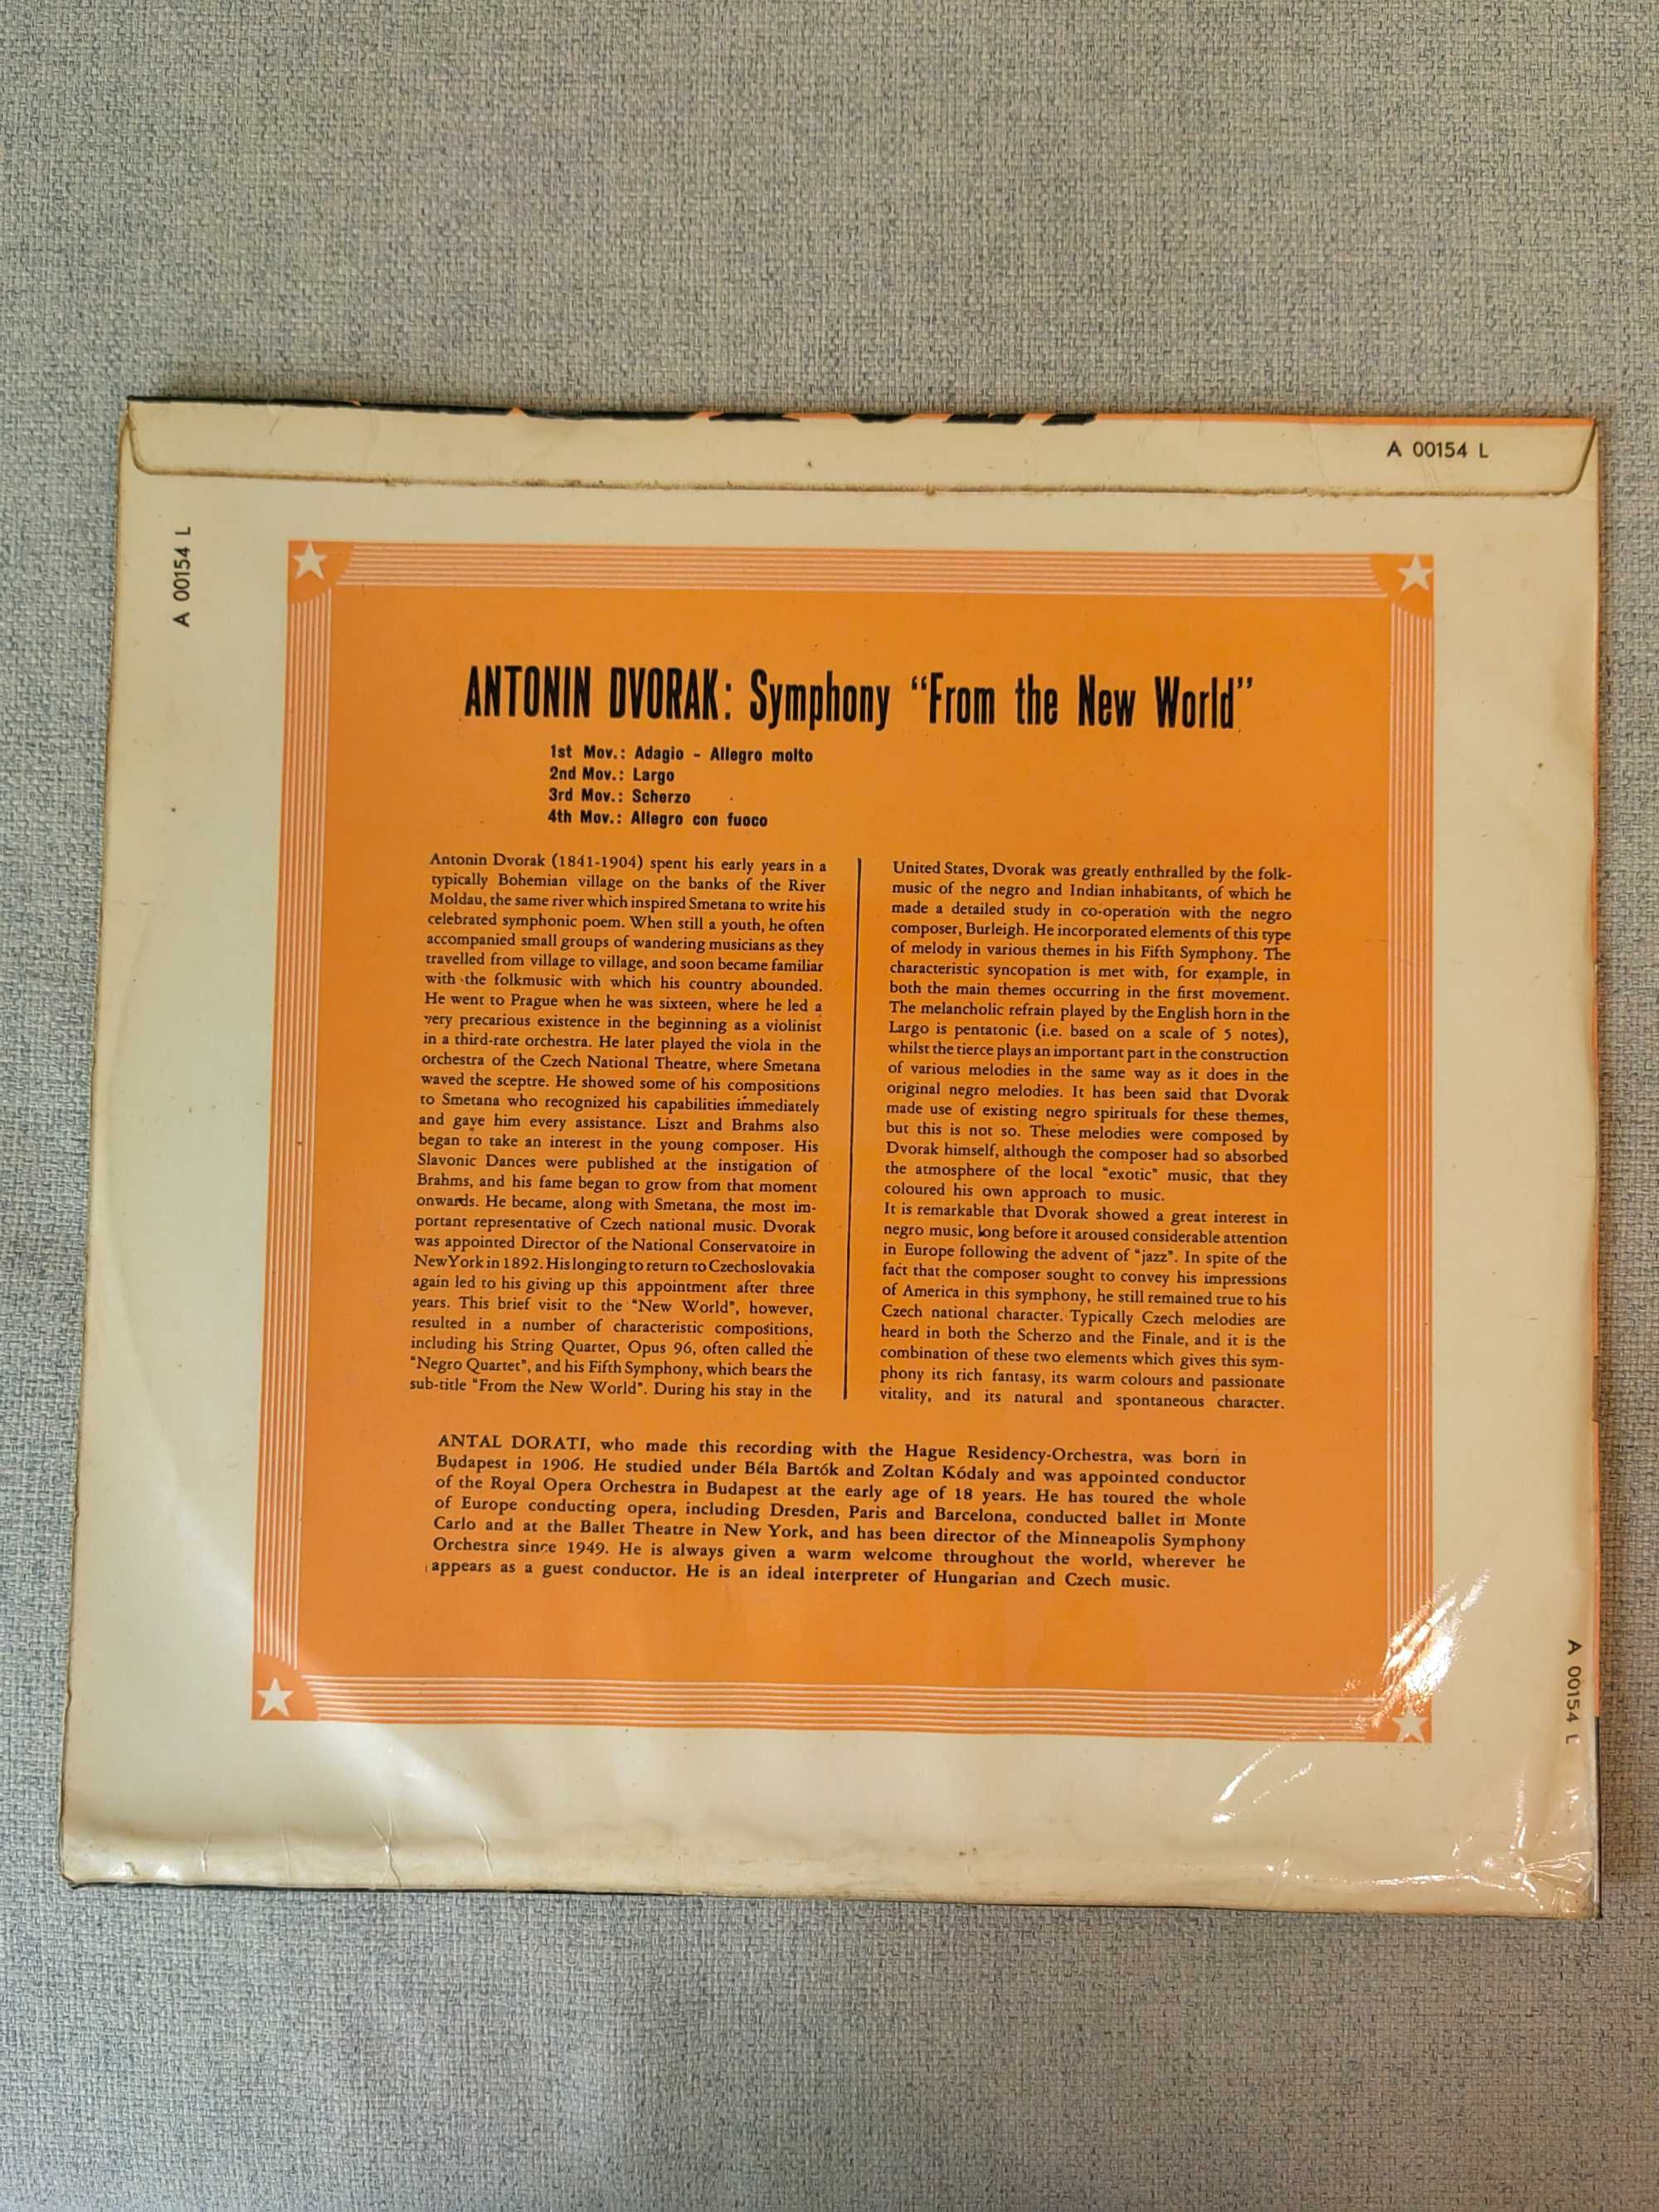 A 00154 L
A 00154 L
ANTONIN DVORAK: Symphony “From the New World”
1st Mov.: Adagio - Allegro molto
2nd Mov.: Largo
3rd Mov.: Scherzo
4th Mov.: Allegro con fuoco
Antonin Dvorak (1841-1904) spent his early years in a
typically Bohemian village on the banks of the River
Moldau, the same river which inspired Smetana to write his
celebrated symphonic poem. When still a youth, he often
accompanied small groups of wandering musicians as they
travelled from village to village, and soon became familiar
with the folkmusic with which his country abounded.
He went to Prague when he was sixteen, where he led a
very precarious existence in the beginning as a violinist
in a third-rate orchestra. He later played the viola in the
orchestra of the Czech National Theatre, where Smetana
waved the sceptre. He showed some of his compositions
to Smetana who recognized his capabilities immediately
and gave him every assistance. Liszt and Brahms also
began to take an interest in the young composer. His
Slavonic Dances were published at the instigation of
Brahms, and his fame began to grow from that moment
onwards. He became, along with Smetana, the most im-
portant representative of Czech national music. Dvorak
was appointed Director of the National Conservatoire in
New York in 1892. His longing to return to Czechoslovakia
again led to his giving up this appointment after three
years. This brief visit to the "New World", however,
resulted in a number of characteristic compositions,
including his String Quartet, Opus 96, often called the
"Negro Quartet", and his Fifth Symphony, which bears the
sub-title "From the New World". During his stay in the
United States, Dvorak was greatly enthralled by the folk-
music of the negro and Indian inhabitants, of which he
made a detailed study in co-operation with the negro
composer, Burleigh. He incorporated elements of this type
of melody in various themes in his Fifth Symphony. The
characteristic syncopation is met with, for example, in
both the main themes occurring in the first movement.
The melancholic refrain played by the English horn in the
Largo is pentatonic (i.e. based on a scale of 5 notes),
whilst the tierce plays an important part in the construction
of various melodies in the same way as it does in the
original negro melodies. It has been said that Dvorak
made use of existing negro spirituals for these themes,
but this is not so. These melodies were composed by
Dvorak himself, although the composer had so absorbed
the atmosphere of the local "exotic" music, that they
coloured his own approach to music.
It is remarkable that Dvorak showed a great interest in
negro music, long before it aroused considerable attention
in Europe following the advent of "jazz". In spite of the
fact that the composer sought to convey his impressions
of America in this symphony, he still remained true to his
Czech national character. Typically Czech melodies are
heard in both the Scherzo and the Finale, and it is the
combination of these two elements which gives this sym-
phony its rich fantasy, its warm colours and passionate
vitality, and its natural and spontaneous character.
ANTAL DORATI, who made this recording with the Hague Residency-Orchestra, was born in
Budapest in 1906. He studied under Béla Bartók and Zoltan Kódaly and was appointed conductor
of the Royal Opera Orchestra in Budapest at the early age of 18 years. He has toured the whole
of Europe conducting opera, including Dresden, Paris and Barcelona, conducted ballet in Monte
Carlo and at the Ballet Theatre in New York, and has been director of the Minneapolis Symphony
Orchestra since 1949. He is always given a warm welcome throughout the world, wherever he
appears as a guest conductor. He is an ideal interpreter of Hungarian and Czech music.
A 00154 L